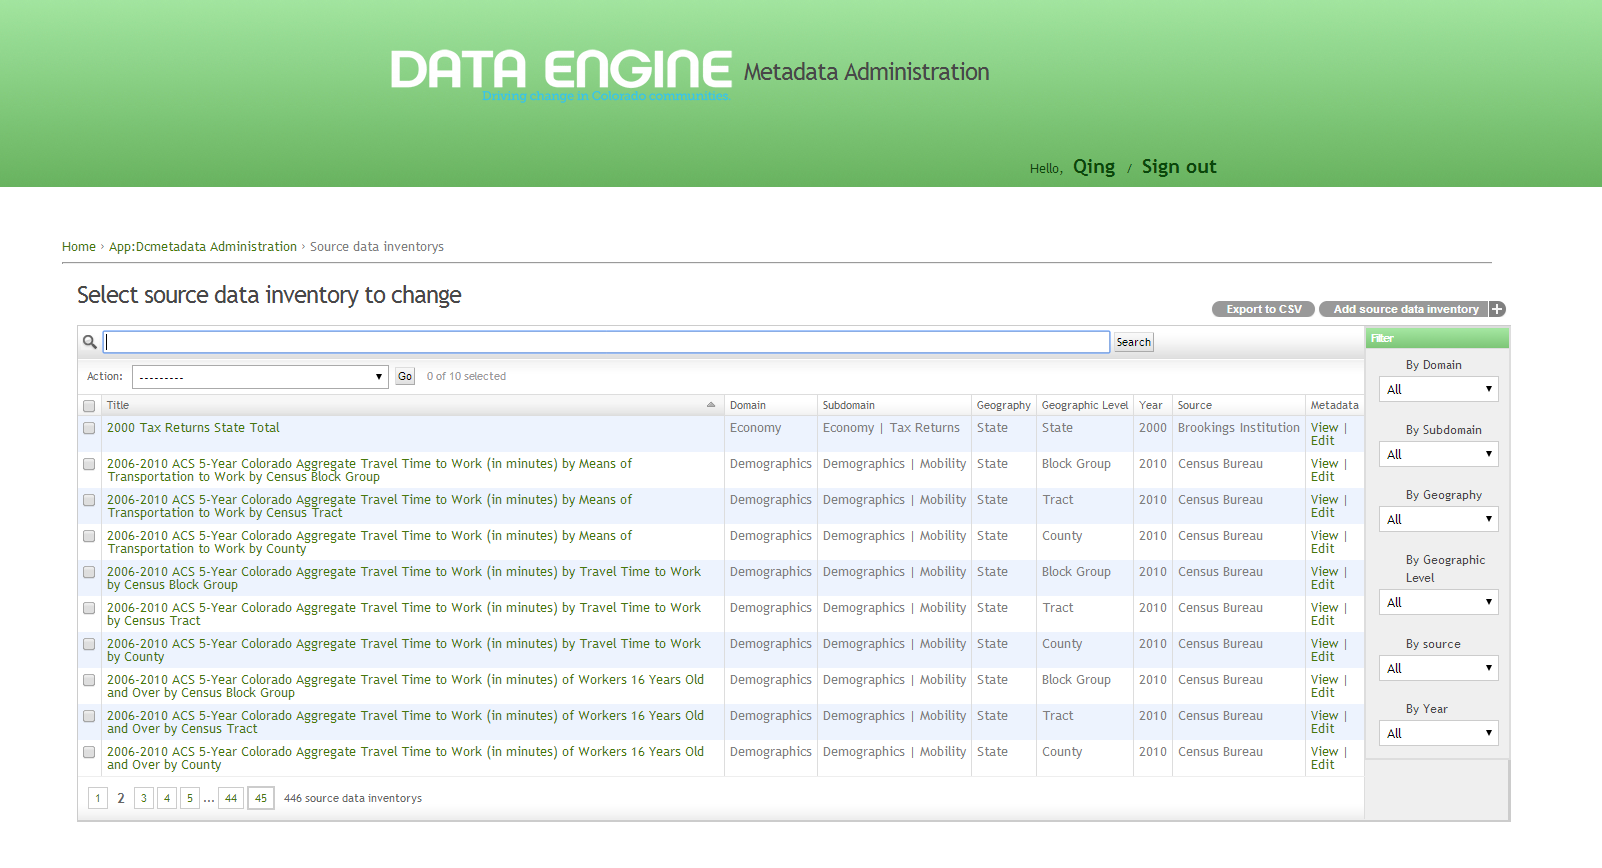 DATA ENGINE Metadata Administration
Driving change in Colorado communities.
Hello, Qing / Sign out
Home › App:Dcmetadata Administration › Source data inventorys
Select source data inventory to change
Export to CSV Add source data inventory +
Search
Filter
Action: --------- Go 0 of 10 selected
By Domain
All
Title Domain Subdomain Geography Geographic Level Year Source Metadata
2000 Tax Returns State Total Economy Economy | Tax Returns State State 2000 Brookings Institution View |
Edit
2006-2010 ACS 5-Year Colorado Aggregate Travel Time to Work (in minutes) by Means of Demographics Demographics | Mobility State Block Group 2010 Census Bureau View |
Transportation to Work by Census Block Group Edit
2006-2010 ACS 5-Year Colorado Aggregate Travel Time to Work (in minutes) by Means of Demographics Demographics | Mobility State Tract 2010 Census Bureau View |
Transportation to Work by Census Tract Edit
2006-2010 ACS 5-Year Colorado Aggregate Travel Time to Work (in minutes) by Means of Demographics Demographics | Mobility State County 2010 Census Bureau View |
Transportation to Work by County Edit
2006-2010 ACS 5-Year Colorado Aggregate Travel Time to Work (in minutes) by Travel Time to Work Demographics Demographics | Mobility State Block Group 2010 Census Bureau View |
by Census Block Group Edit
2006-2010 ACS 5-Year Colorado Aggregate Travel Time to Work (in minutes) by Travel Time to Work Demographics Demographics | Mobility State Tract 2010 Census Bureau View |
by Census Tract Edit
2006-2010 ACS 5-Year Colorado Aggregate Travel Time to Work (in minutes) by Travel Time to Work Demographics Demographics | Mobility State County 2010 Census Bureau View |
by County Edit
2006-2010 ACS 5-Year Colorado Aggregate Travel Time to Work (in minutes) of Workers 16 Years Old Demographics Demographics | Mobility State Block Group 2010 Census Bureau View |
and Over by Census Block Group Edit
2006-2010 ACS 5-Year Colorado Aggregate Travel Time to Work (in minutes) of Workers 16 Years Old Demographics Demographics | Mobility State Tract 2010 Census Bureau View |
and Over by Census Tract Edit
2006-2010 ACS 5-Year Colorado Aggregate Travel Time to Work (in minutes) of Workers 16 Years Old Demographics Demographics | Mobility State County 2010 Census Bureau View |
and Over by County Edit
By Subdomain
All
By Geography
All
By Geographic
Level
All
By source
All
By Year
All
1 2 3 4 5 ... 44 45 446 source data inventorys